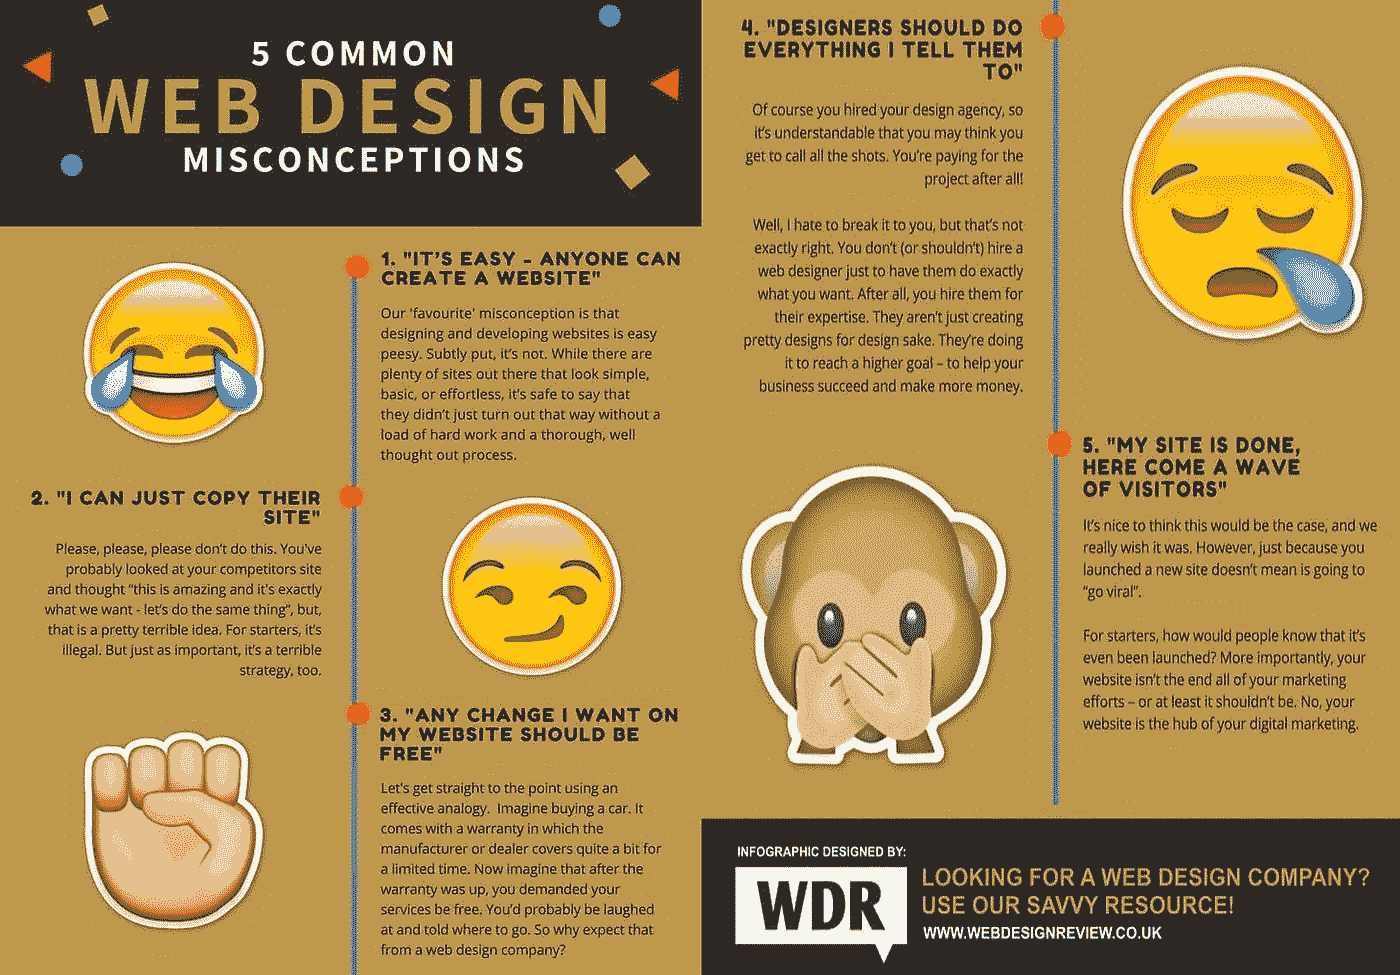 5 COMMON
WEB DESIGN
MISCONCEPTIONS
1. "IT'S EASY - ANYONE CAN
CREATE A WEBSITE"
Our 'favourite' misconception is that
designing and developing websites is easy
peesy. Subtly put, it's not. While there are
plenty of sites out there that look simple,
basic, or effortless, it's safe to say that
they didn't just turn out that way without a
load of hard work and a thorough, well
thought out process.
2. "I CAN JUST COPY THEIR
SITE"
Please, please, please don't do this. You've
probably looked at your competitors site
and thought "this is amazing and it's exactly
what we want - let's do the same thing", but,
that is a pretty terrible idea. For starters, it's
illegal. But just as important, it's a terrible
strategy, too.
3. "ANY CHANGE I WANT ON
MY WEBSITE SHOULD BE
FREE"
Let's get straight to the point using an
effective analogy. Imagine buying a car. It
comes with a warranty in which the
manufacturer or dealer covers quite a bit for
a limited time. Now imagine that after the
warranty was up, you demanded your
services be free. You'd probably be laughed
at and told where to go. So why expect that
from a web design company?
4. "DESIGNERS SHOULD DO
EVERYTHING I TELL THEM
TO"
Of course you hired your design agency, so
it's understandable that you may think you
get to call all the shots. You're paying for the
project after all!
Well, I hate to break it to you, but that's not
exactly right. You don't (or shouldn't) hire a
web designer just to have them do exactly
what you want. After all, you hire them for
their expertise. They aren't just creating
pretty designs for design sake. They're doing
it to reach a higher goal – to help your
business succeed and make more money.
5. "MY SITE IS DONE,
HERE COME A WAVE
OF VISITORS"
It's nice to think this would be the case, and we
really wish it was. However, just because you
launched a new site doesn't mean is going to
"go viral".
For starters, how would people know that it's
even been launched? More importantly, your
website isn't the end all of your marketing
efforts – or at least it shouldn't be. No, your
website is the hub of your digital marketing.
INFOGRAPHIC DESIGNED BY:
WDR
LOOKING FOR A WEB DESIGN COMPANY?
USE OUR SAVVY RESOURCE!
WWW.WEBDESIGNREVIEW.CO.UK